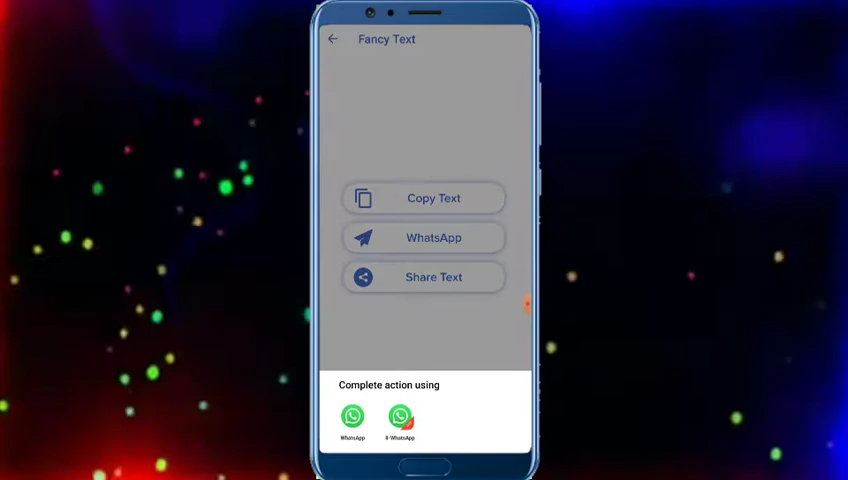 Fancy Text
Copy Text
WhatsApp
Share Text
Complete action using
WhatsApp
B-WhatsApp